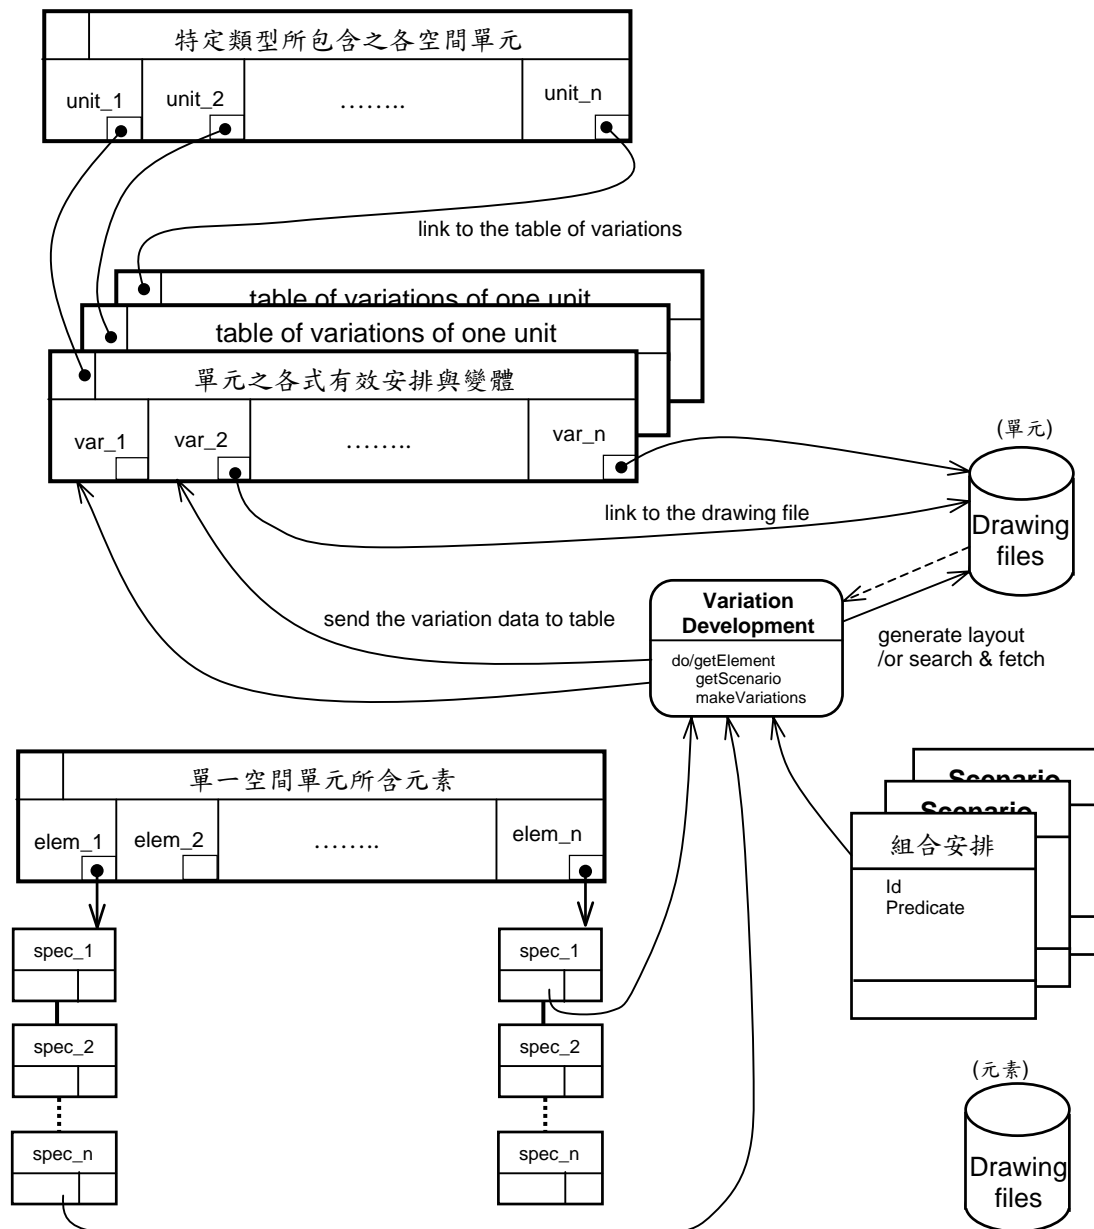 特定類型所包含之各空間單元
unit_1
unit_2
……..
unit_n
link to the table of variations
table of variations of one unit
table of variations of one unit
單元之各式有效安排與變體
var_1
var_2
……..
var_n
(單元)
Drawing
files
link to the drawing file
send the variation data to table
Variation
Development
do/getElement
getScenario
makeVariations
generate layout
/or search & fetch
單一空間單元所含元素
elem_1
elem_2
……..
elem_n
Scenario
Scenario
組合安排
Id
Predicate
spec_1
spec_2
spec_n
spec_1
spec_2
spec_n
(元素)
Drawing
files